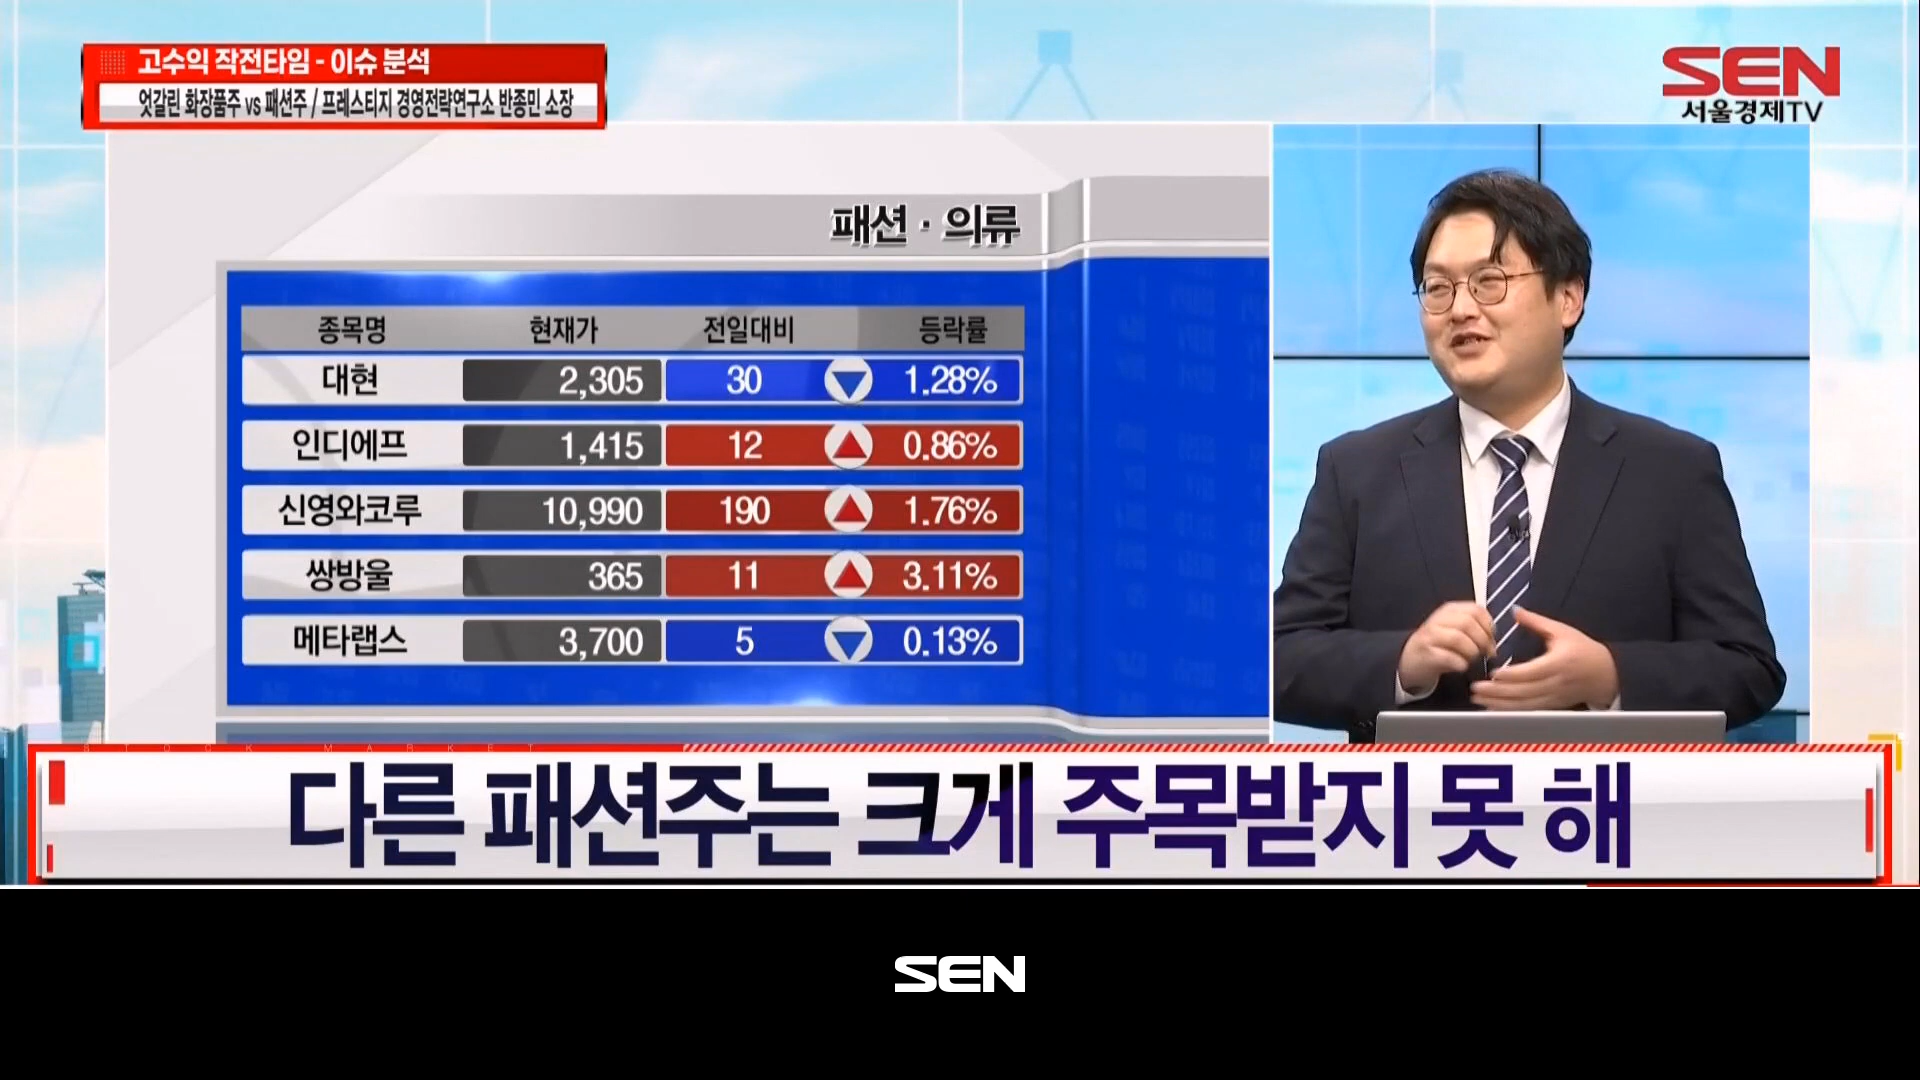 고수익 작전타임 - 이슈 분석
엇갈린 화장품주 vs 패션주 / 프레스티지 경영전략연구소 반종민 소장
SEN
서울경제TV
패션 · 의류
종목명 현재가 전일대비 등락률
대현 2,305 30 ▼ 1.28%
인디에프 1,415 12 ▲ 0.86%
신영와코루 10,990 190 ▲ 1.76%
쌍방울 365 11 ▲ 3.11%
메타랩스 3,700 5 ▼ 0.13%
STOCK MARKET
다른 패션주는 크게 주목받지 못 해
SEN